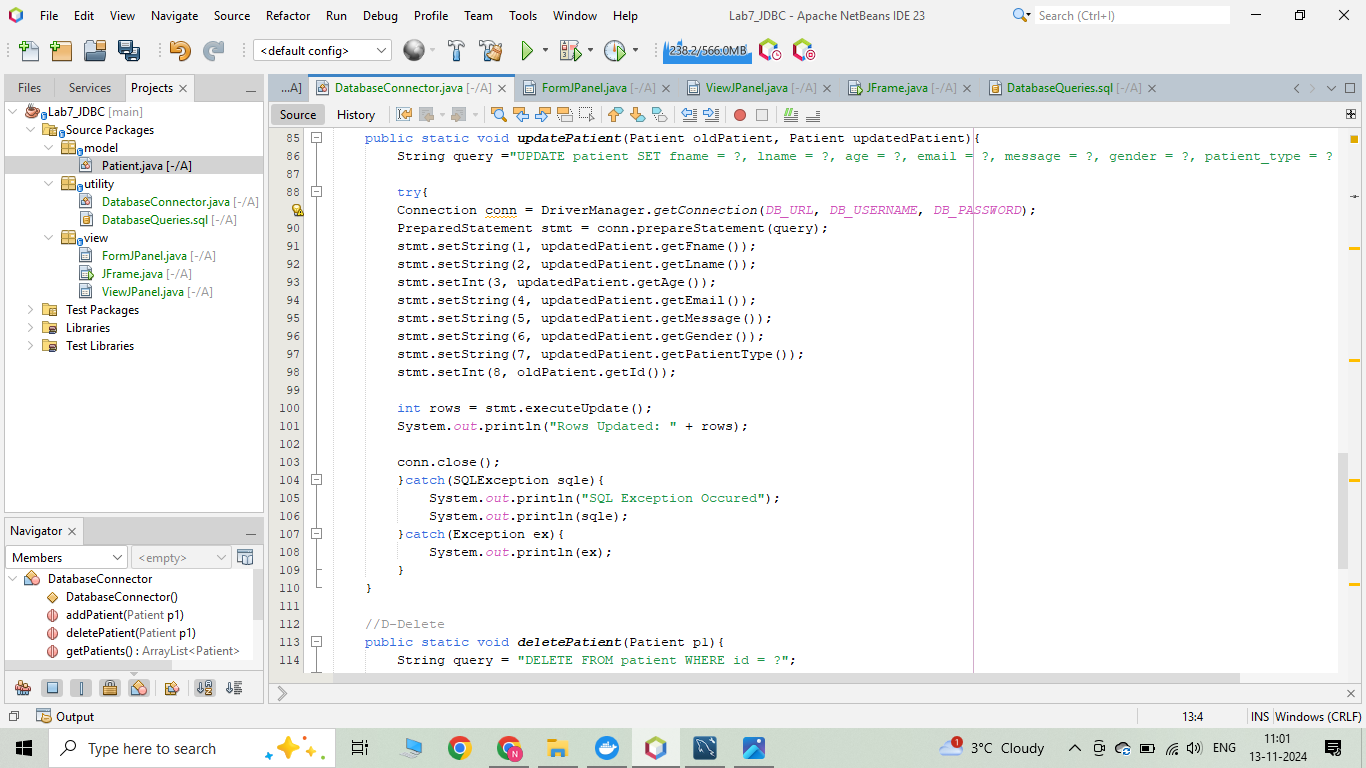 File Edit View Navigate Source Refactor Run Debug Profile Team Tools Window Help
Lab7_JDBC - Apache NetBeans IDE 23
Search (Ctrl+I)
<default config>
238.2/566.0MB
Files Services Projects
Lab7_JDBC [main]
Source Packages
model
Patient.java [-/A]
utility
DatabaseConnector.java [-/A]
DatabaseQueries.sql [-/A]
view
FormJPanel.java [-/A]
JFrame.java [-/A]
ViewJPanel.java [-/A]
Test Packages
Libraries
Test Libraries
Navigator
Members <empty>
DatabaseConnector
DatabaseConnector()
addPatient(Patient p1)
deletePatient(Patient p1)
getPatients() : ArrayList<Patient>
...A] DatabaseConnector.java [-/A] FormJPanel.java [-/A] ViewJPanel.java [-/A] JFrame.java [-/A] DatabaseQueries.sql [-/A]
Source History
85 public static void updatePatient(Patient oldPatient, Patient updatedPatient){
86 String query ="UPDATE patient SET fname = ?, lname = ?, age = ?, email = ?, message = ?, gender = ?, patient_type = ?
87
88 try{
Connection conn = DriverManager.getConnection(DB_URL, DB_USERNAME, DB_PASSWORD);
90 PreparedStatement stmt = conn.prepareStatement(query);
91 stmt.setString(1, updatedPatient.getFname());
92 stmt.setString(2, updatedPatient.getLname());
93 stmt.setInt(3, updatedPatient.getAge());
94 stmt.setString(4, updatedPatient.getEmail());
95 stmt.setString(5, updatedPatient.getMessage());
96 stmt.setString(6, updatedPatient.getGender());
97 stmt.setString(7, updatedPatient.getPatientType());
98 stmt.setInt(8, oldPatient.getId());
99
100 int rows = stmt.executeUpdate();
101 System.out.println("Rows Updated: " + rows);
102
103 conn.close();
104 }catch(SQLException sqle){
105 System.out.println("SQL Exception Occured");
106 System.out.println(sqle);
107 }catch(Exception ex){
108 System.out.println(ex);
109 }
110 }
111
112 //D-Delete
113 public static void deletePatient(Patient p1){
114 String query = "DELETE FROM patient WHERE id = ?";
Output
13:4 INS Windows (CRLF)
Type here to search
1 3°C Cloudy ENG 11:01
13-11-2024